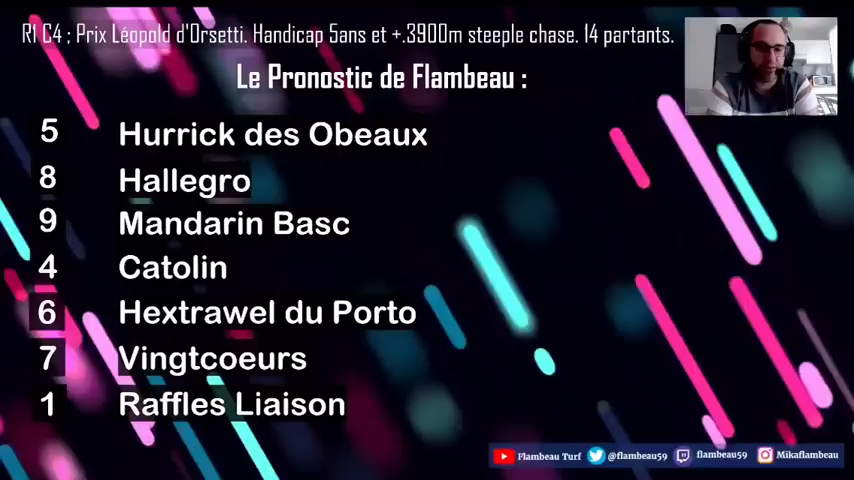 R1 C4 ; Prix Léopold d'Orsetti. Handicap 5ans et +.3900m steeple chase. 14 partants.
Le Pronostic de Flambeau :
5 Hurrick des Obeaux
8 Hallegro
9 Mandarin Basc
4 Catolin
6 Hextrawel du Porto
7 Vingtcoeurs
1 Raffles Liaison
Flambeau Turf @flambeau59 flambeau59 Mikaflambeau